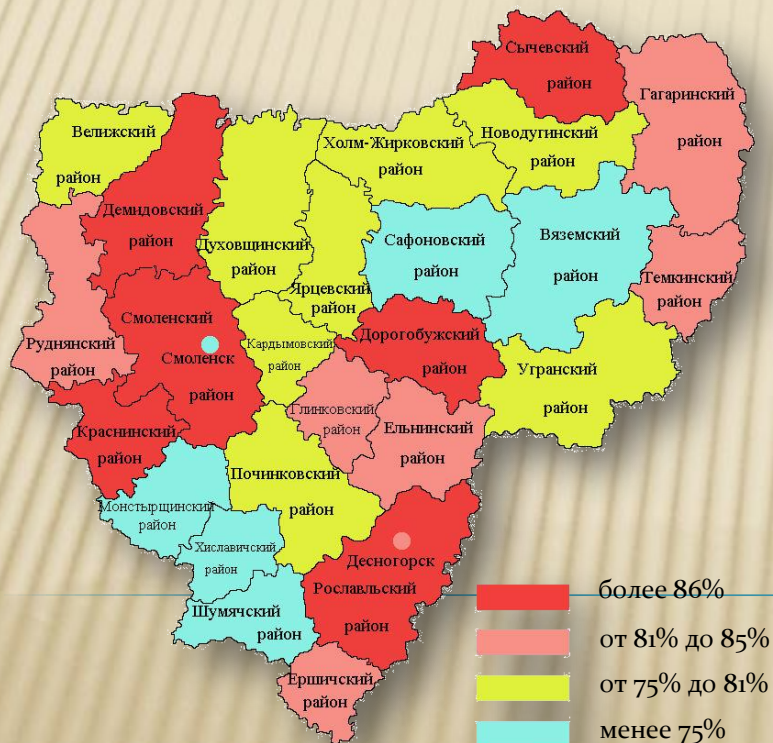 Сычевский
район
Гагаринский
район
Велижский
район
Холм-Жирковский
район
Новодугинский
район
Демидовский
район
Духовщинский
район
Ярцевский
район
Сафоновский
район
Вяземский
район
Темкинский
район
Руднянский
район
Смоленский
Смоленск
район
Кардымовский
район
Дорогобужский
район
Угранский
район
Краснинский
район
Глинковский
район
Ельнинский
район
Починковский
район
Монстырщинский
район
Хиславичский
район
Десногорск
Рославльский
район
Шумячский
район
Ершичский
район
более 86%
от 81% до 85%
от 75% до 81%
менее 75%